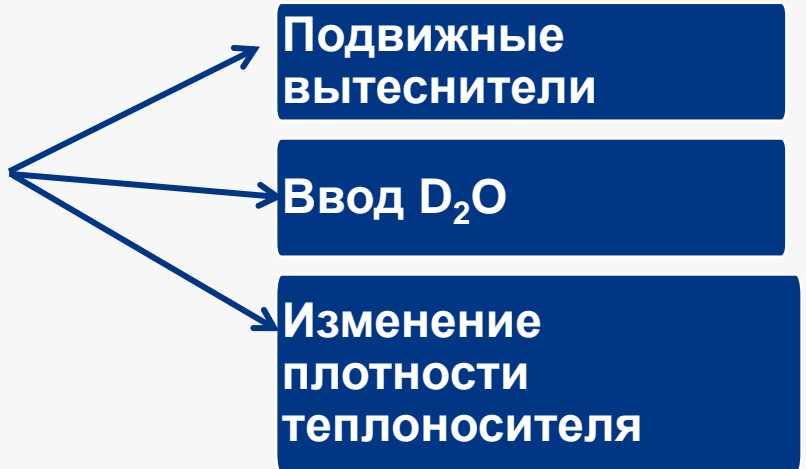 Подвижные
вытеснители
Ввод D₂O
Изменение
плотности
теплоносителя